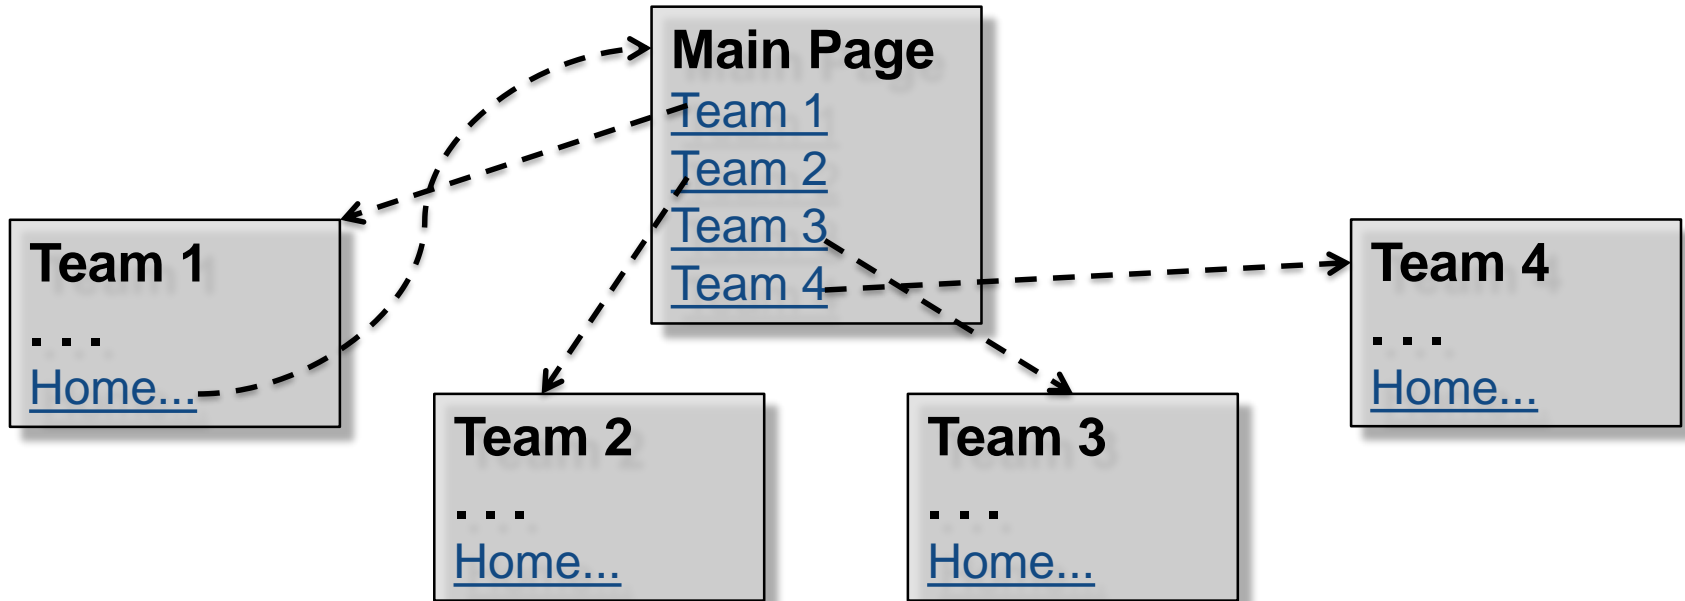 Main Page
Team 1
Team 2
Team 3
Team 4
Team 1
. . .
Home...
Team 2
. . .
Home...
Team 3
. . .
Home...
Team 4
. . .
Home...